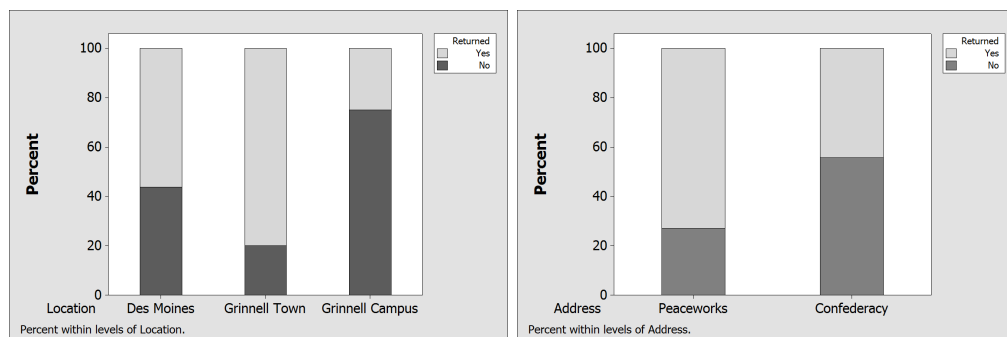 Returned
Yes
No
100
80
60
40
20
0
Percent
Location Des Moines Grinnell Town Grinnell Campus
Percent within levels of Location.
Returned
Yes
No
100
80
60
40
20
0
Percent
Address Peaceworks Confederacy
Percent within levels of Address.